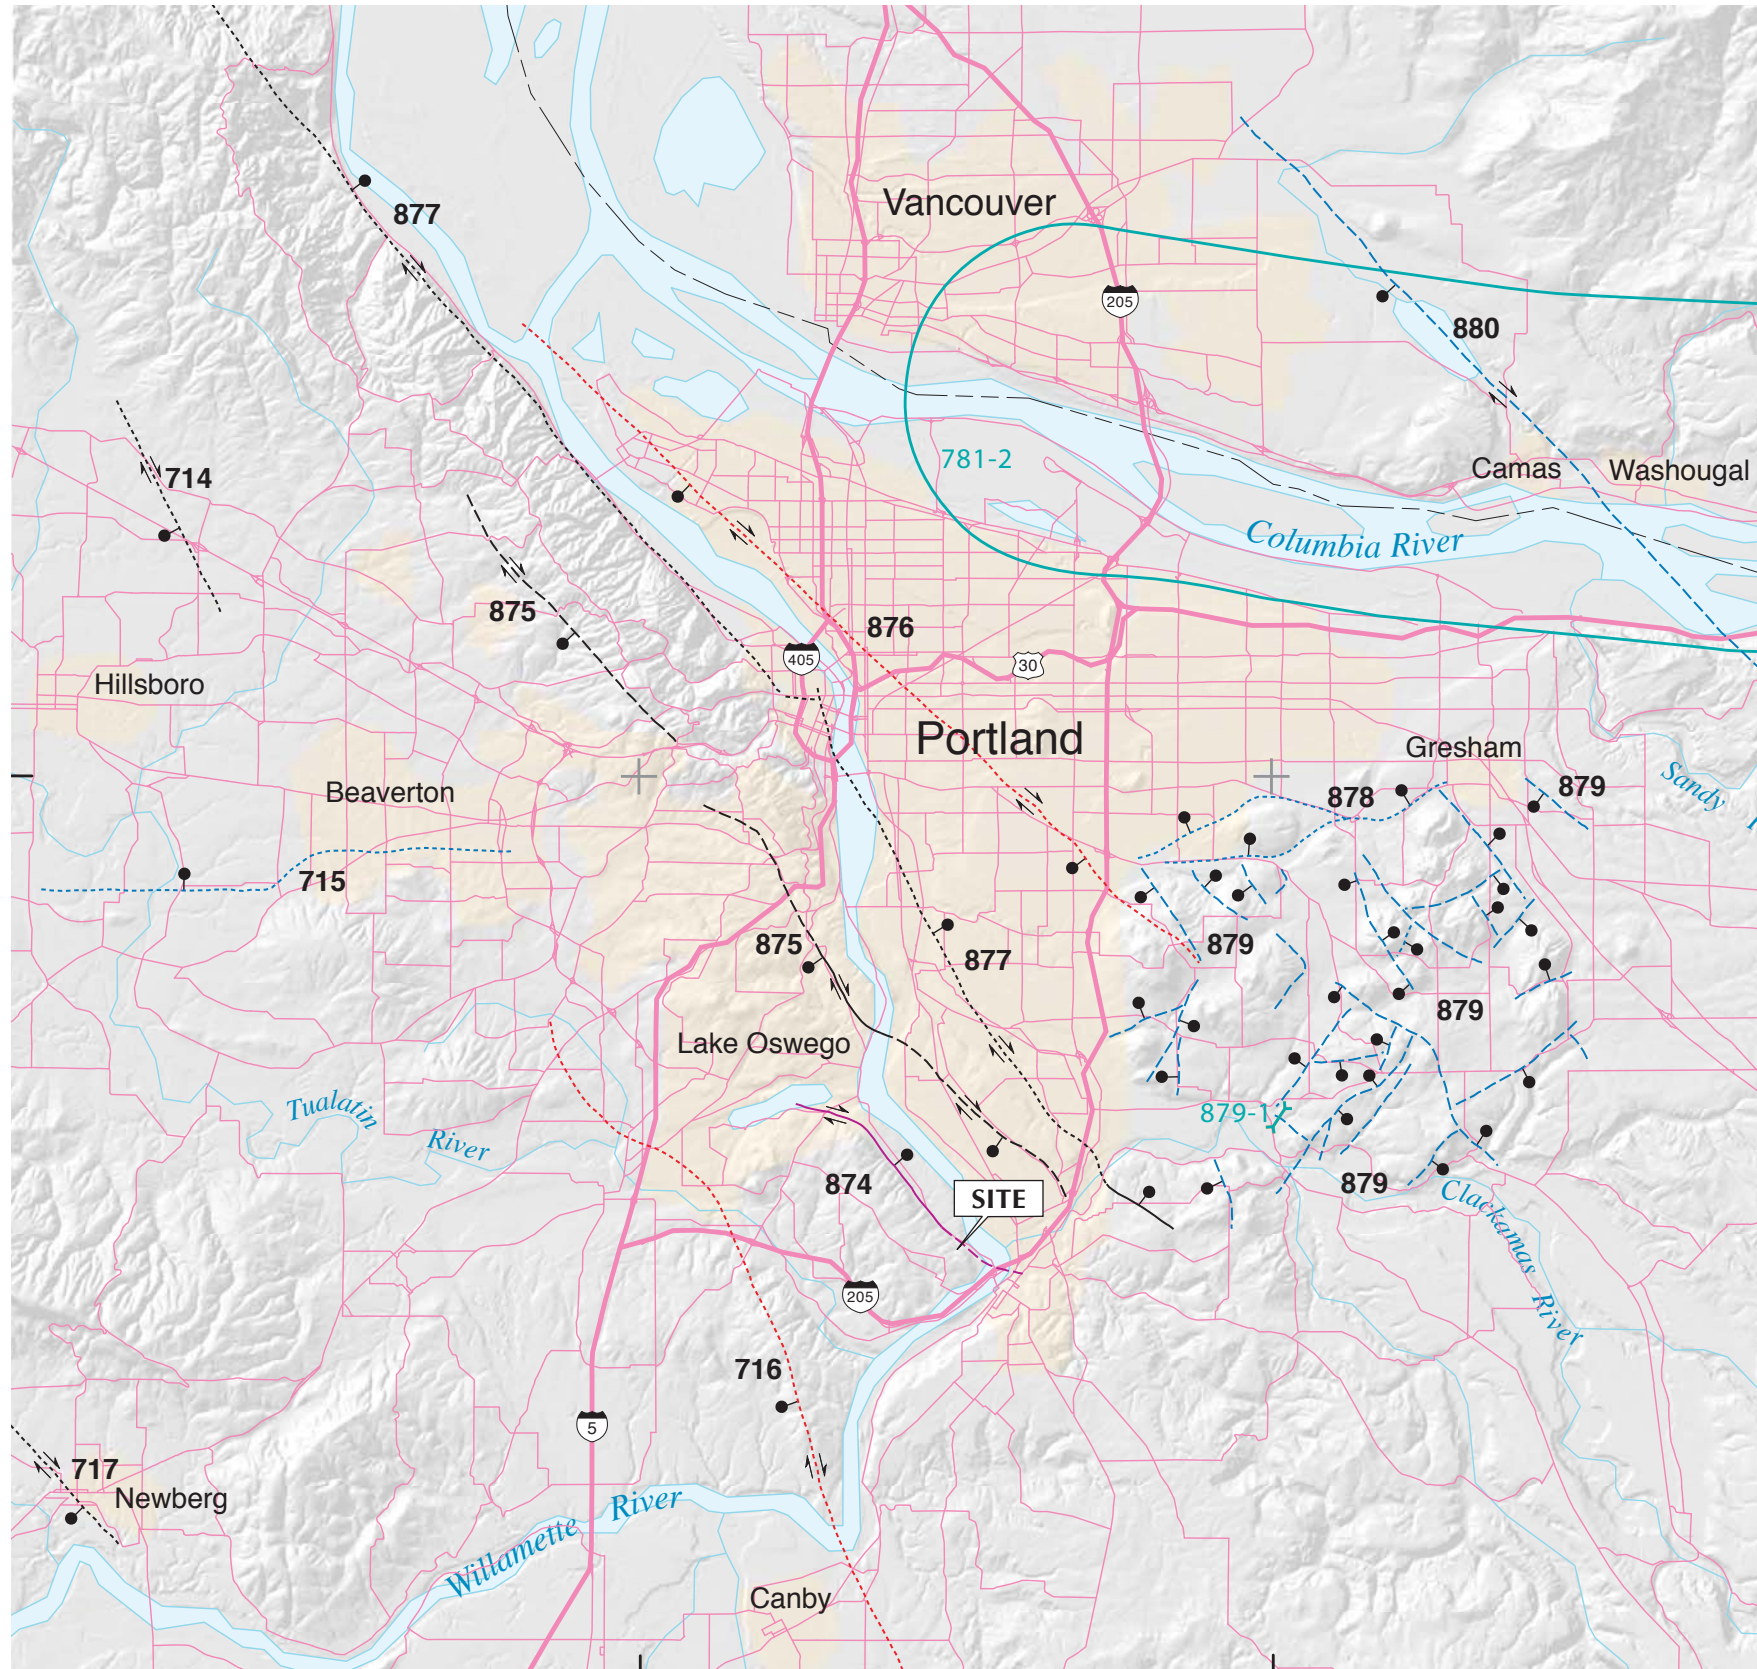 Vancouver
877
205
880
781-2
714
Camas
Washougal
Columbia River
875
876
405
30
Hillsboro
Portland
Gresham
Sandy
879
878
Beaverton
715
875
877
879
879
Lake Oswego
Tualatin
River
879-1
874
SITE
879
Clackamas
River
205
716
5
717
Newberg
Willamette
River
Canby